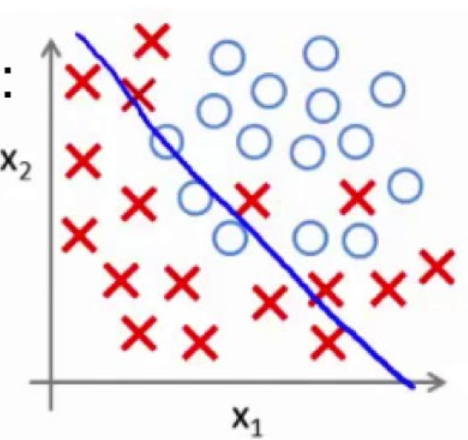 :
x₂
x₁